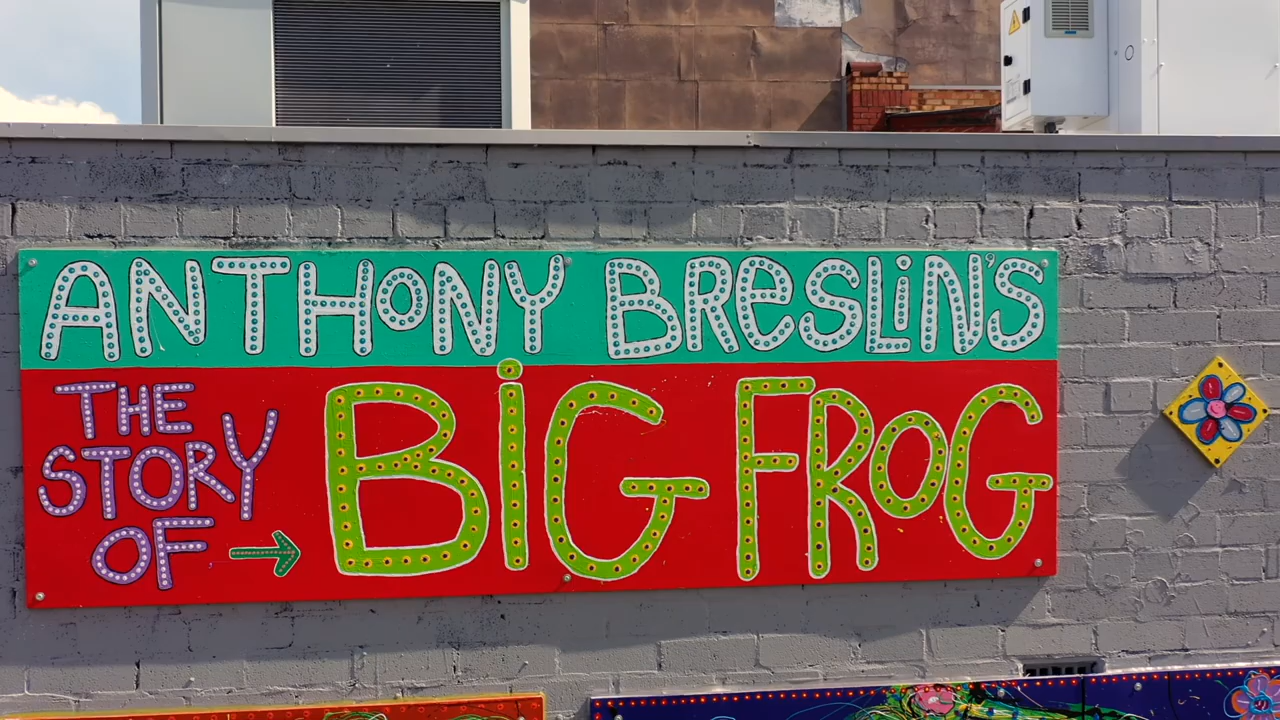 ANTHONY BRESLiN'S
THE
STORY
OF
BiG FROG